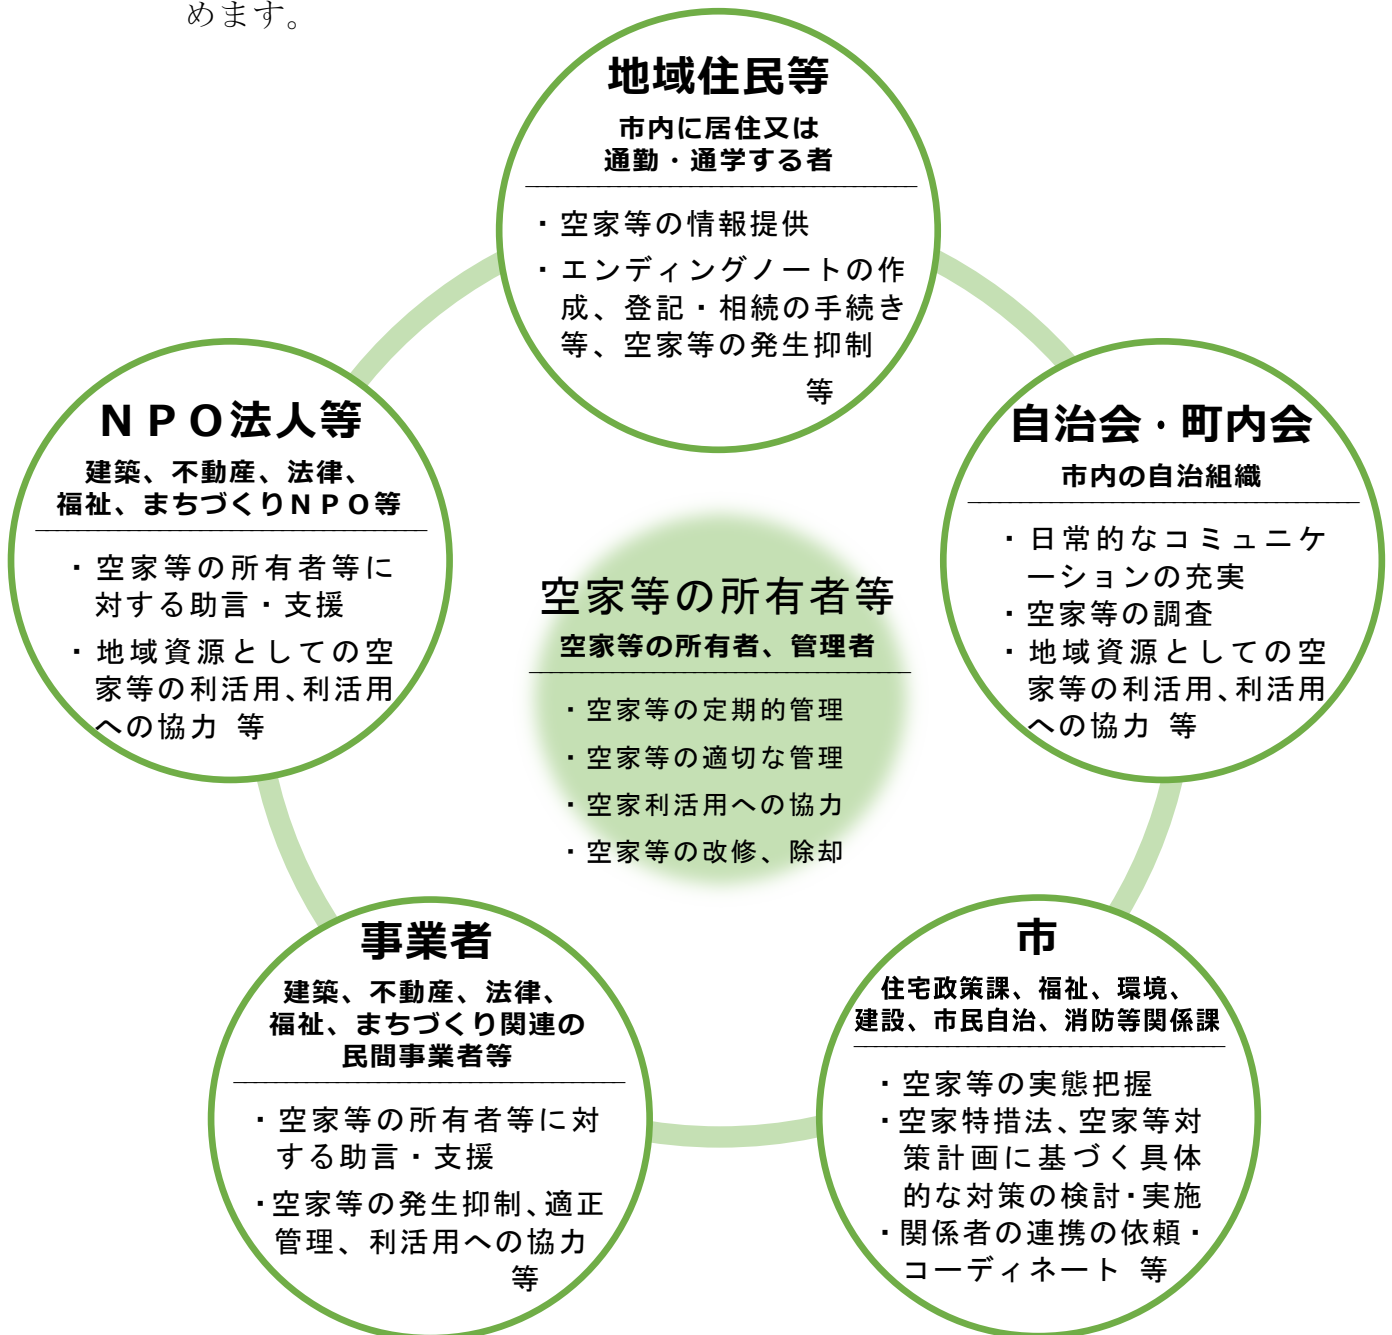 めます。
地域住民等
市内に居住又は
通勤・通学する者
・空家等の情報提供
・エンディングノートの作
成、登記・相続の手続き
等、空家等の発生抑制
等
NPO法人等
建築、不動産、法律、
福祉、まちづくりNPO等
・空家等の所有者等に
対する助言・支援
・地域資源としての空
家等の利活用、利活用
への協力 等
自治会・町内会
市内の自治組織
・日常的なコミュニケ
ーションの充実
・空家等の調査
・地域資源としての空
家等の利活用、利活用
への協力 等
空家等の所有者等
空家等の所有者、管理者
・空家等の定期的管理
・空家等の適切な管理
・空家利活用への協力
・空家等の改修、除却
事業者
建築、不動産、法律、
福祉、まちづくり関連の
民間事業者等
・空家等の所有者等に対
する助言・支援
・空家等の発生抑制、適正
管理、利活用への協力
等
市
住宅政策課、福祉、環境、
建設、市民自治、消防等関係課
・空家等の実態把握
・空家特措法、空家等対
策計画に基づく具体
的な対策の検討・実施
・関係者の連携の依頼・
コーディネート 等